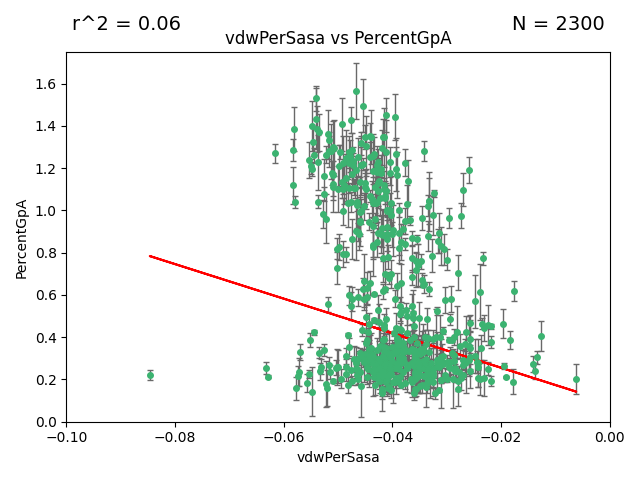 r^2 = 0.06
N = 2300
vdwPerSasa vs PercentGpA
PercentGpA
1.6
1.4
1.2
1.0
0.8
0.6
0.4
0.2
0.0
−0.10 −0.08 −0.06 −0.04 −0.02 0.00
vdwPerSasa